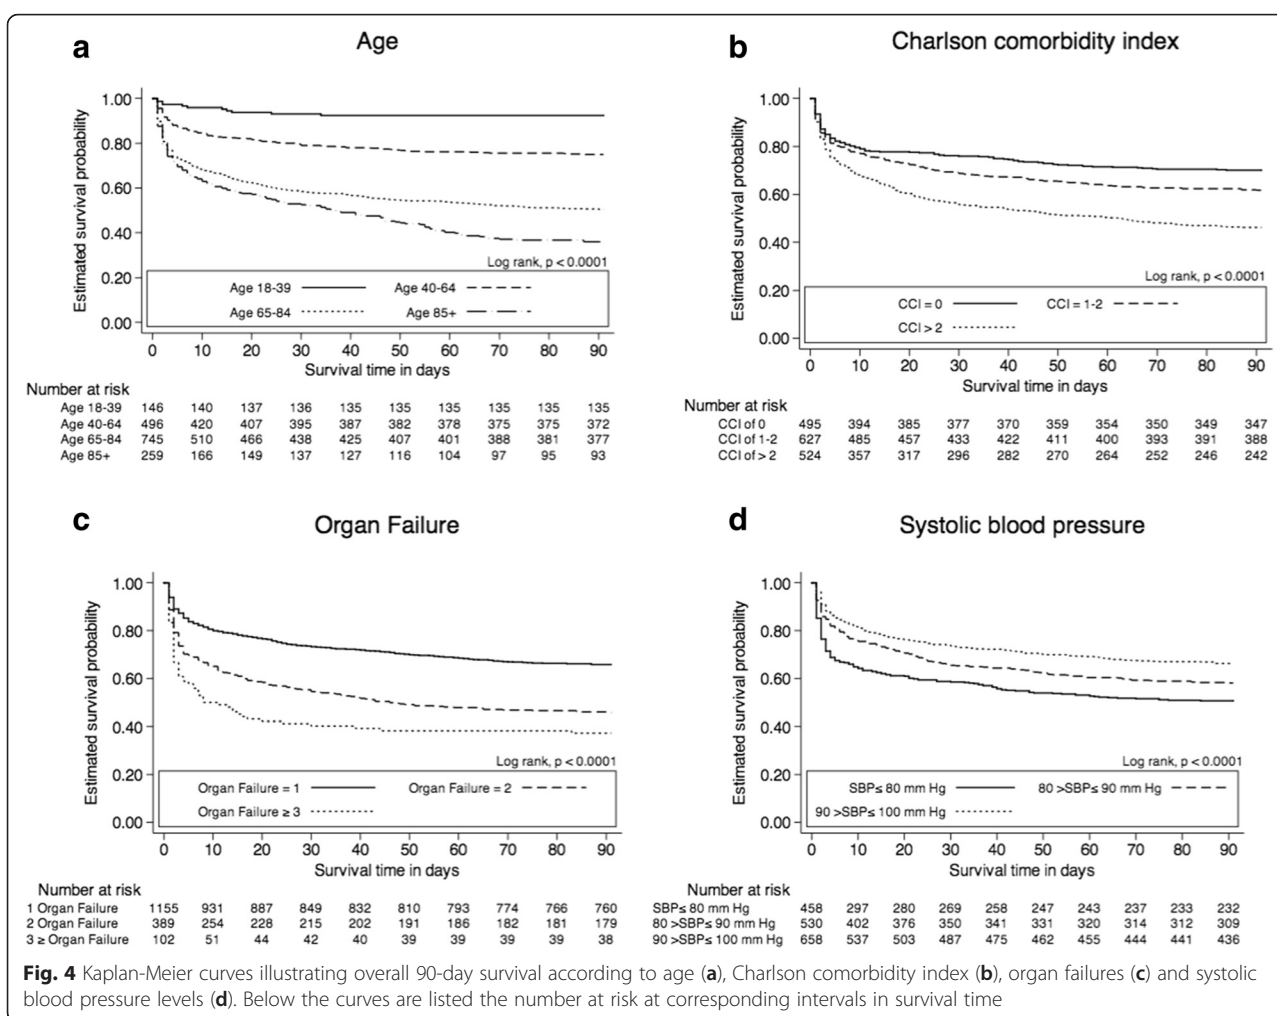 a
Age
Estimated survival probability
1.00
0.80
0.60
0.40
0.20
0.00
Log rank, p < 0.0001
Age 18-39
Age 40-64
Age 65-84
Age 85+
0 10 20 30 40 50 60 70 80 90
Survival time in days
Number at risk
Age 18-39 146 140 137 136 135 135 135 135 135 135
Age 40-64 496 420 407 395 387 382 378 375 375 372
Age 65-84 745 510 466 438 425 407 401 388 381 377
Age 85+ 259 166 149 137 127 116 104 97 95 93
b
Charlson comorbidity index
Estimated survival probability
1.00
0.80
0.60
0.40
0.20
0.00
Log rank, p < 0.0001
CCI = 0
CCI = 1-2
CCI > 2
0 10 20 30 40 50 60 70 80 90
Survival time in days
Number at risk
CCI of 0 495 394 385 377 370 359 354 350 349 347
CCI of 1-2 627 485 457 433 422 411 400 393 391 388
CCI of > 2 524 357 317 296 282 270 264 252 246 242
c
Organ Failure
Estimated survival probability
1.00
0.80
0.60
0.40
0.20
0.00
Log rank, p < 0.0001
Organ Failure = 1
Organ Failure = 2
Organ Failure ≥ 3
0 10 20 30 40 50 60 70 80 90
Survival time in days
Number at risk
1 Organ Failure 1155 931 887 849 832 810 793 774 766 760
2 Organ Failure 389 254 228 215 202 191 186 182 181 179
3 ≥ Organ Failure 102 51 44 42 40 39 39 39 39 38
d
Systolic blood pressure
Estimated survival probability
1.00
0.80
0.60
0.40
0.20
0.00
Log rank, p < 0.0001
SBP≤ 80 mm Hg
80 >SBP≤ 90 mm Hg
90 >SBP≤ 100 mm Hg
0 10 20 30 40 50 60 70 80 90
Survival time in days
Number at risk
SBP≤ 80 mm Hg 458 297 280 269 258 247 243 237 233 232
80 >SBP≤ 90 mm Hg 530 402 376 350 341 331 320 314 312 309
90 >SBP≤ 100 mm Hg 658 537 503 487 475 462 455 444 441 436
Fig. 4 Kaplan-Meier curves illustrating overall 90-day survival according to age (a), Charlson comorbidity index (b), organ failures (c) and systolic
blood pressure levels (d). Below the curves are listed the number at risk at corresponding intervals in survival time